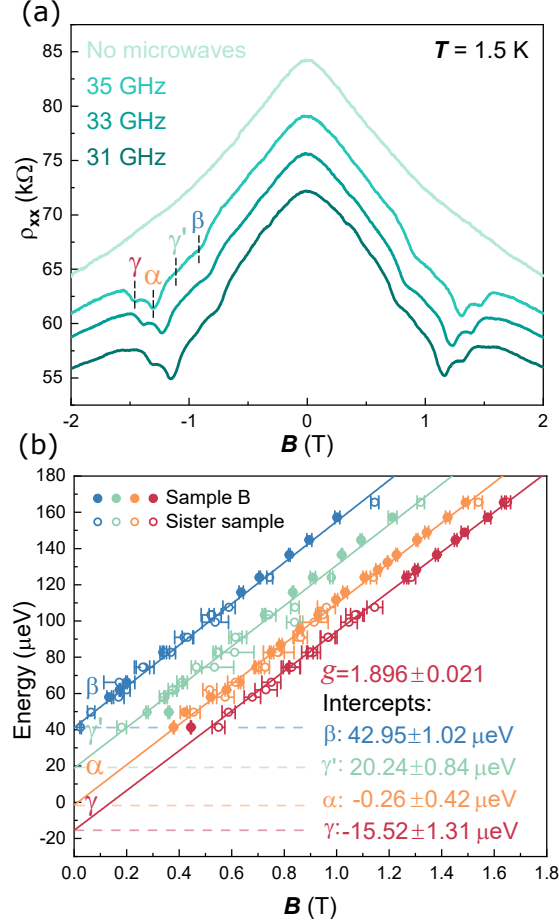 (a)
No microwaves
T = 1.5 K
35 GHz
33 GHz
31 GHz
85
80
75
70
65
60
55
ρxx (kΩ)
γ
α
γ'
β
-2
-1
0
1
2
B (T)
(b)
180
160
140
120
100
80
60
40
20
0
-20
-40
Energy (μeV)
Sample B
Sister sample
β
γ'
α
γ
g=1.896±0.021
Intercepts:
β: 42.95±1.02 μeV
γ': 20.24±0.84 μeV
α: -0.26±0.42 μeV
γ: -15.52±1.31 μeV
0.0
0.2
0.4
0.6
0.8
1.0
1.2
1.4
1.6
1.8
B (T)